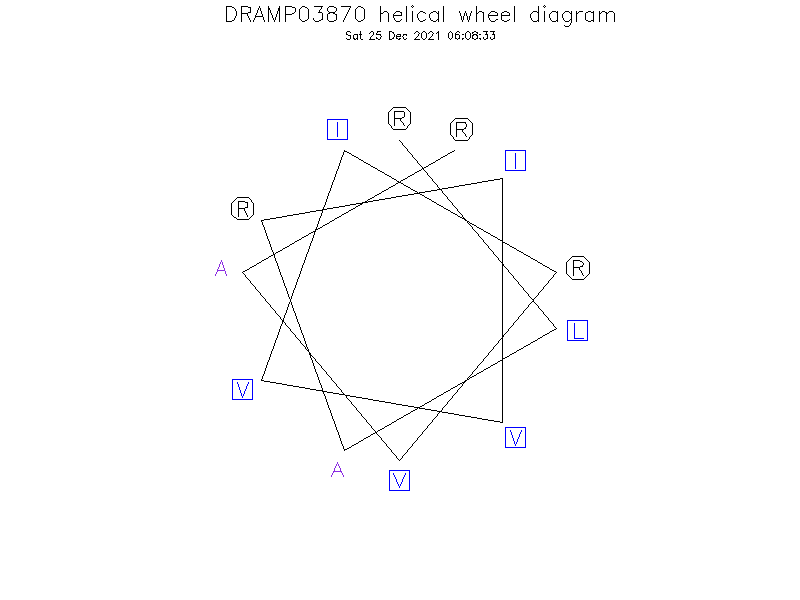 DRAMP03870 helical wheel diagram
Sat 25 Dec 2021 06:08:33
I R R
I
R
A R
L
V
V
A V